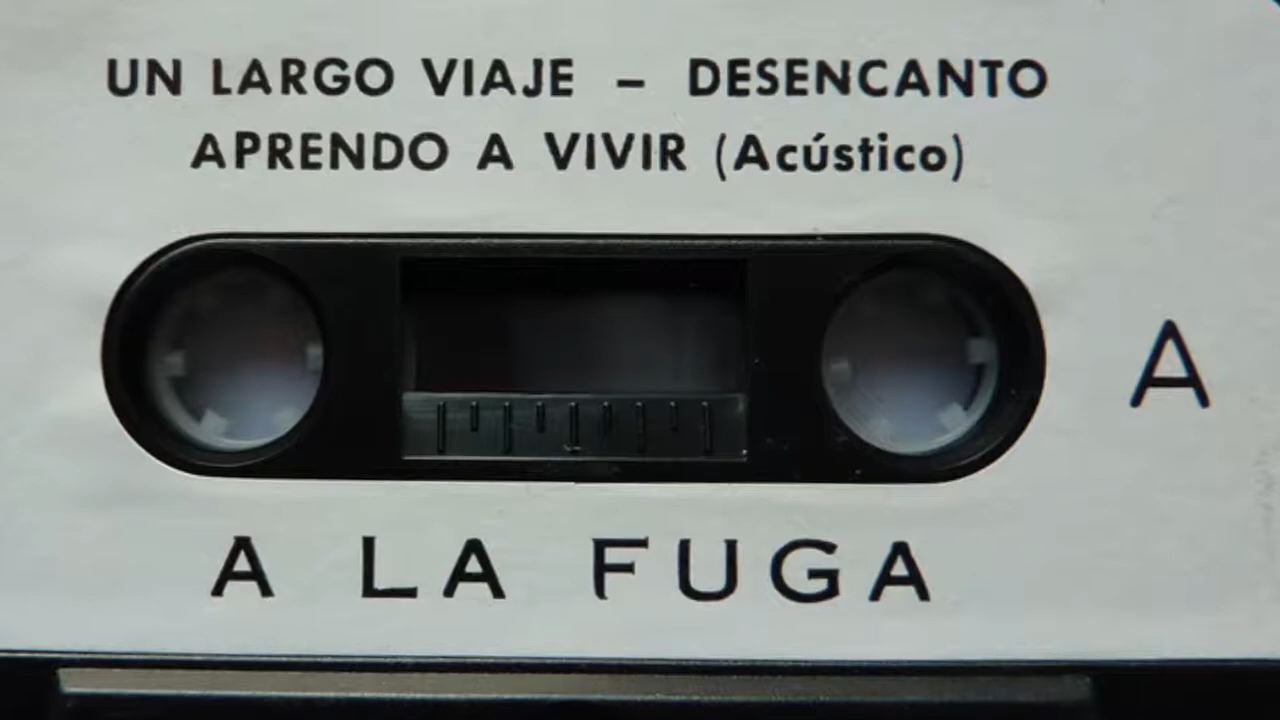 UN LARGO VIAJE – DESENCANTO
APRENDO A VIVIR (Acústico)
A
A LA FUGA